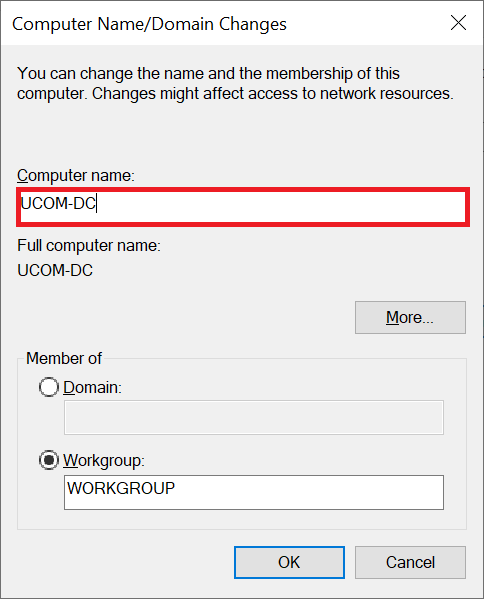 Computer Name/Domain Changes
You can change the name and the membership of this
computer. Changes might affect access to network resources.
Computer name:
UCOM-DC
Full computer name:
UCOM-DC
More...
Member of
Domain:
Workgroup:
WORKGROUP
OK
Cancel